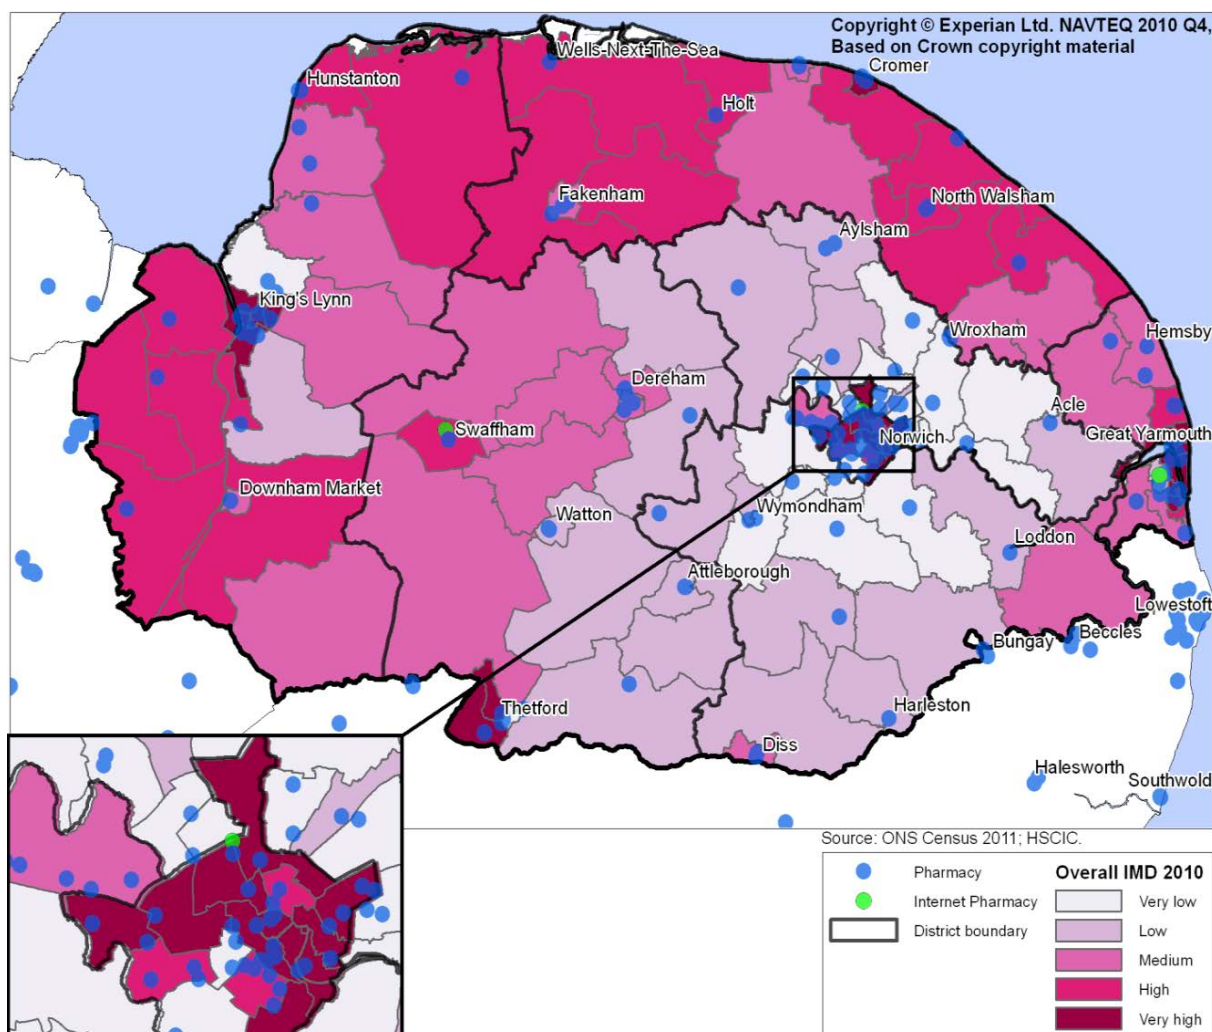 Copyright © Experian Ltd. NAVTEQ 2010 Q4,
Based on Crown copyright material
Wells-Next-The-Sea
Cromer
Hunstanton
Holt
Fakenham
North Walsham
Aylsham
King's Lynn
Wroxham
Hemsby
Dereham
Acle
Swaffham
Norwich
Great Yarmouth
Downham Market
Watton
Wymondham
Loddon
Attleborough
Lowestoft
Beccles
Bungay
Thetford
Harleston
Diss
Halesworth
Southwold
Source: ONS Census 2011; HSCIC.
Pharmacy
Internet Pharmacy
District boundary
Overall IMD 2010
Very low
Low
Medium
High
Very high